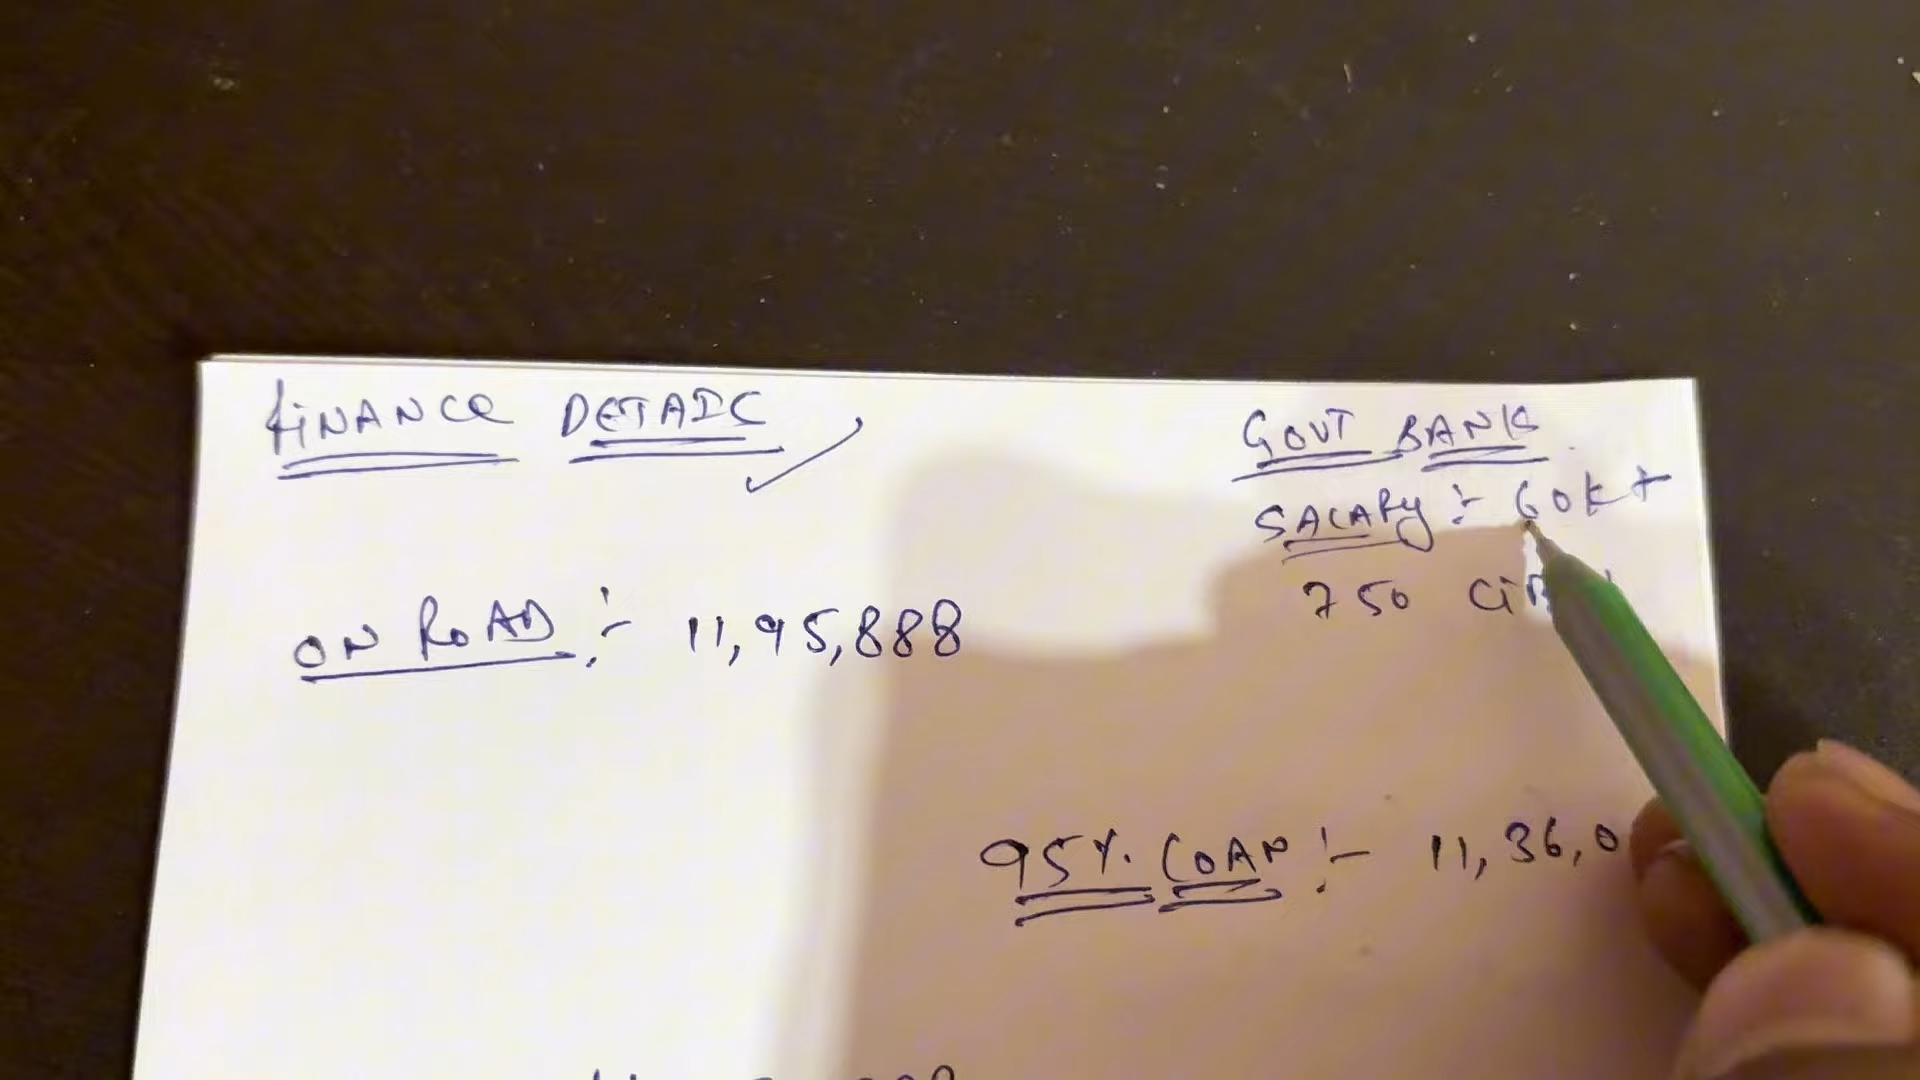 FINANCE DETAILS
GOVT BANK
SALARY :- 60K+
750
ON ROAD :- 11,95,888
95% LOAN :- 11,36,0